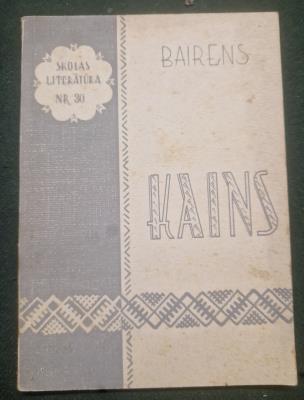 SKOLAS
LITERATŪRA
NR. 30
BAIRENS
KAINS